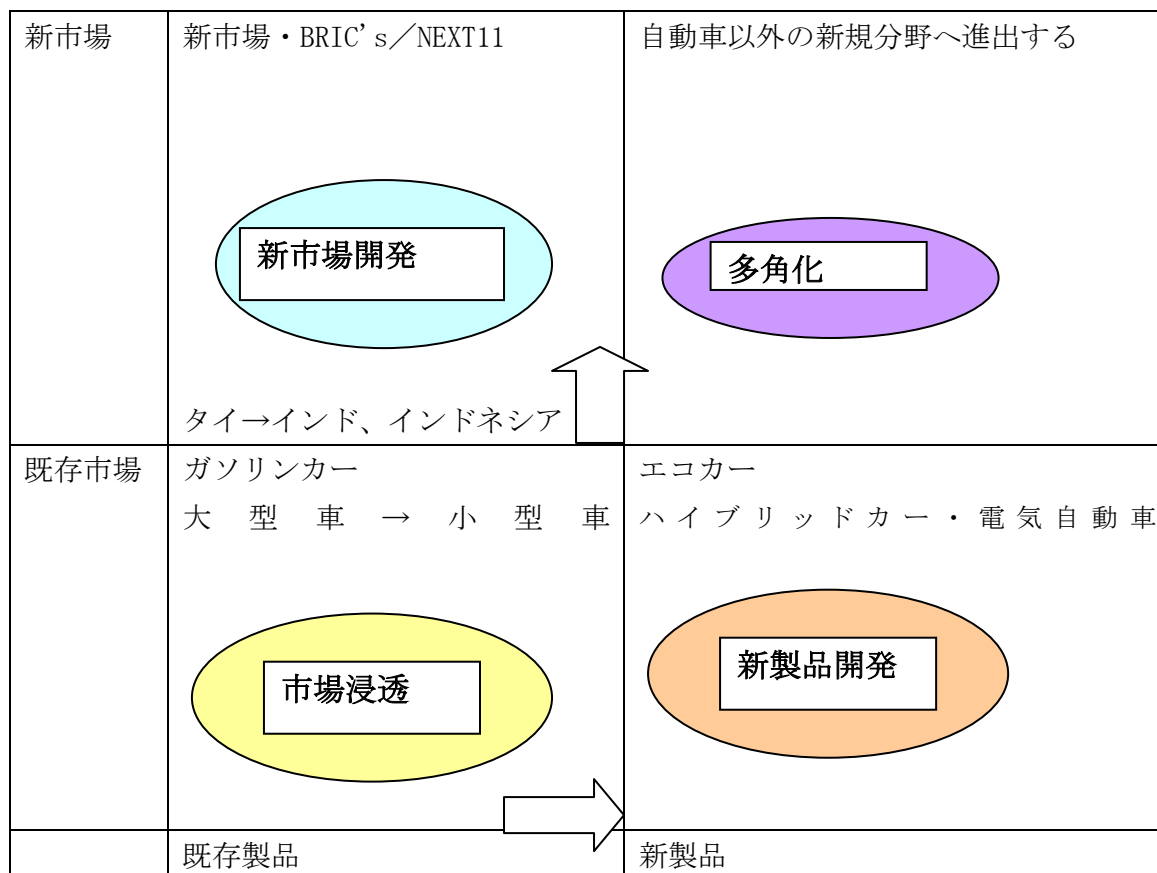 新市場
新市場・BRIC’s／NEXT11
自動車以外の新規分野へ進出する
新市場開発
多角化
タイ→インド、インドネシア
既存市場
ガソリンカー
大型車→小型車
エコカー
ハイブリッドカー・電気自動車
市場浸透
新製品開発
既存製品
新製品